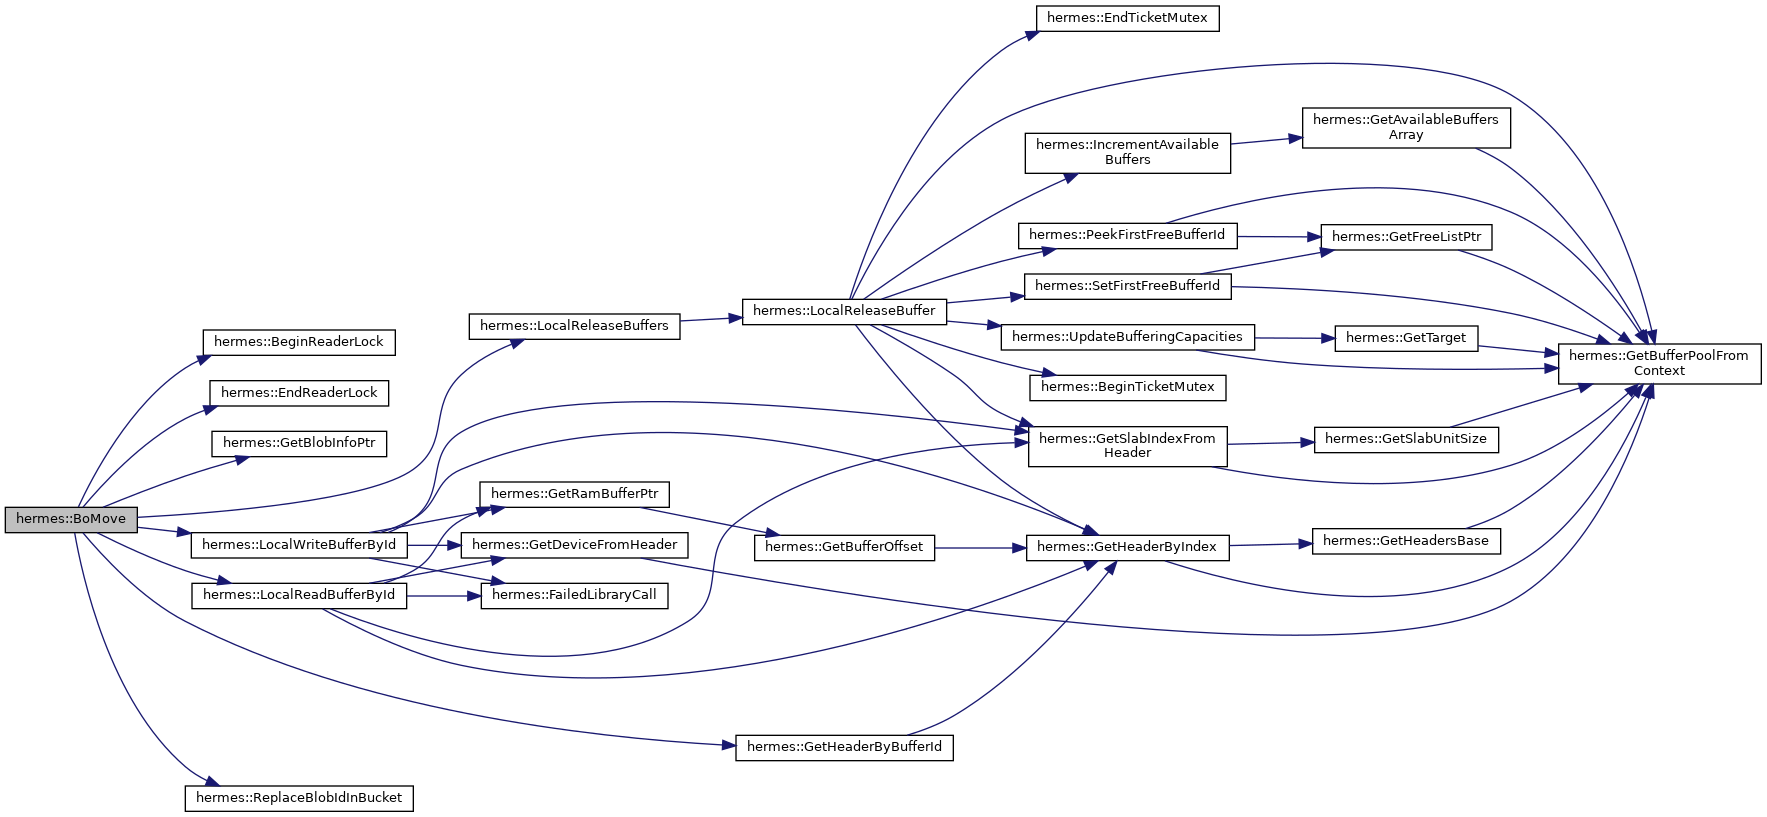 hermes::EndTicketMutex
hermes::GetAvailableBuffers
Array
hermes::IncrementAvailable
Buffers
hermes::PeekFirstFreeBufferId
hermes::GetFreeListPtr
hermes::SetFirstFreeBufferId
hermes::LocalReleaseBuffer
hermes::LocalReleaseBuffers
hermes::UpdateBufferingCapacities
hermes::GetTarget
hermes::BeginReaderLock
hermes::GetBufferPoolFrom
Context
hermes::BeginTicketMutex
hermes::EndReaderLock
hermes::GetBlobInfoPtr
hermes::GetSlabIndexFrom
Header
hermes::GetSlabUnitSize
hermes::GetRamBufferPtr
hermes::BoMove
hermes::LocalWriteBufferById
hermes::GetDeviceFromHeader
hermes::GetBufferOffset
hermes::GetHeaderByIndex
hermes::GetHeadersBase
hermes::LocalReadBufferById
hermes::FailedLibraryCall
hermes::GetHeaderByBufferId
hermes::ReplaceBlobIdInBucket